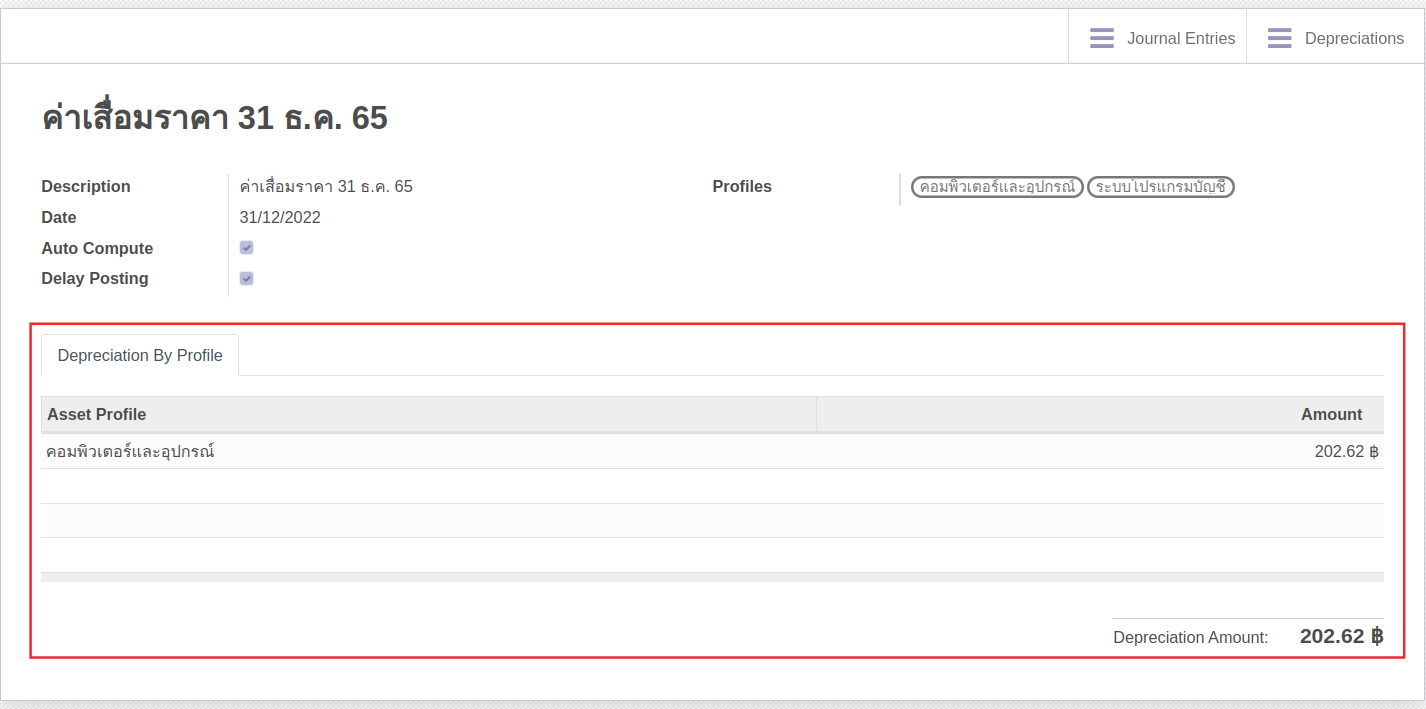 Journal Entries Depreciations
ค่าเสื่อมราคา 31 ธ.ค. 65
Description ค่าเสื่อมราคา 31 ธ.ค. 65 Profiles คอมพิวเตอร์และอุปกรณ์ ระบบโปรแกรมบัญชี
Date 31/12/2022
Auto Compute
Delay Posting
Depreciation By Profile
Asset Profile Amount
คอมพิวเตอร์และอุปกรณ์ 202.62 ฿
Depreciation Amount: 202.62 ฿